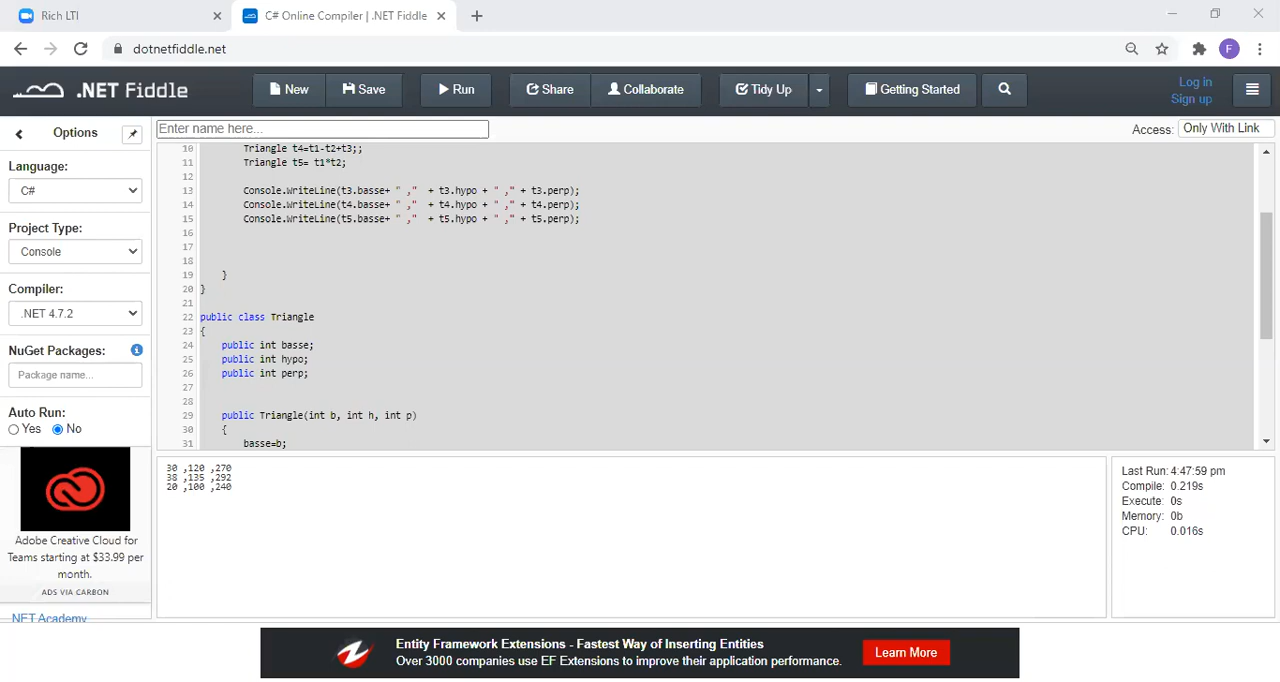 Rich LTI
C# Online Compiler | .NET Fiddle
dotnetfiddle.net
F
.NET Fiddle
New
Save
Run
Share
Collaborate
Tidy Up
Getting Started
Log in
Sign up
Options
Enter name here...
Access:
Only With Link
Language:
C#
Project Type:
Console
Compiler:
.NET 4.7.2
NuGet Packages:
Package name...
Auto Run:
Yes
No
10 Triangle t4=t1-t2+t3;;
11 Triangle t5= t1*t2;
12
13 Console.WriteLine(t3.basse+ " ," + t3.hypo + " ," + t3.perp);
14 Console.WriteLine(t4.basse+ " ," + t4.hypo + " ," + t4.perp);
15 Console.WriteLine(t5.basse+ " ," + t5.hypo + " ," + t5.perp);
16
17
18
19 }
20 }
21
22 public class Triangle
23 {
24 public int basse;
25 public int hypo;
26 public int perp;
27
28
29 public Triangle(int b, int h, int p)
30 {
31 basse=b;
30 ,120 ,270
38 ,135 ,292
20 ,100 ,240
Last Run: 4:47:59 pm
Compile: 0.219s
Execute: 0s
Memory: 0b
CPU: 0.016s
Adobe Creative Cloud for
Teams starting at $33.99 per
month.
ADS VIA CARBON
.NET Academy
Entity Framework Extensions - Fastest Way of Inserting Entities
Over 3000 companies use EF Extensions to improve their application performance.
Learn More